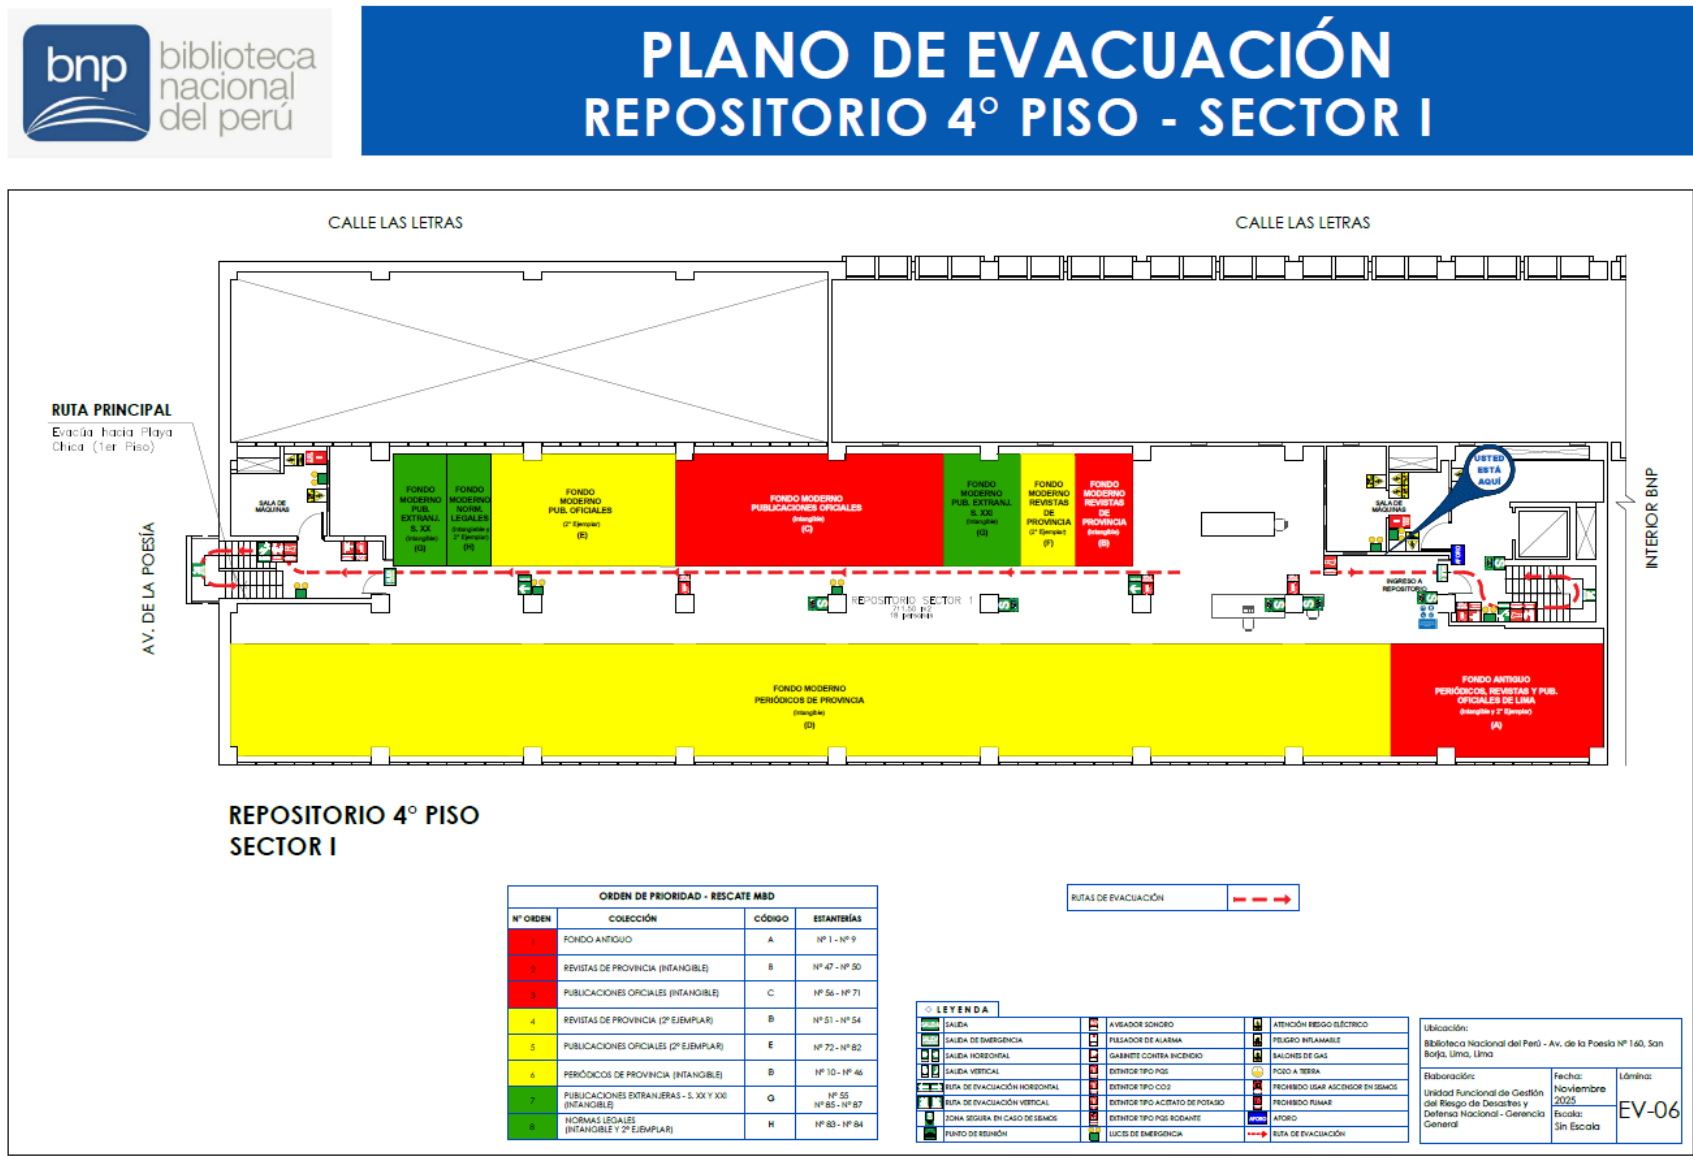 bnp
biblioteca
nacional
del perú
PLANO DE EVACUACIÓN
REPOSITORIO 4° PISO - SECTOR I
CALLE LAS LETRAS
CALLE LAS LETRAS
RUTA PRINCIPAL
Evacúa hacia Playa
Chica (1er Piso)
AV. DE LA POESÍA
INTERIOR BNP
SALA DE
MÁQUINAS
FONDO
MODERNO
PUB.
EXTRANJ.
S. XX
(Intangible)
(G)
FONDO
MODERNO
NORM.
LEGALES
(Intangible y
2° Ejemplar)
(H)
FONDO
MODERNO
PUB. OFICIALES
(2° Ejemplar)
(E)
FONDO MODERNO
PUBLICACIONES OFICIALES
(Intangible)
(C)
FONDO
MODERNO
PUB. EXTRANJ.
S. XXI
(Intangible)
(G)
FONDO
MODERNO
REVISTAS
DE
PROVINCIA
(2° Ejemplar)
(F)
FONDO
MODERNO
REVISTAS
DE
PROVINCIA
(Intangible)
(B)
USTED
ESTÁ
AQUÍ
SALA DE
MÁQUINAS
AFORO
INGRESO A
REPOSITORIO
REPOSITORIO SECTOR 1
711.50 m2
18 personas
FONDO MODERNO
PERIÓDICOS DE PROVINCIA
(Intangible)
(D)
FONDO ANTIGUO
PERIÓDICOS, REVISTAS Y PUB.
OFICIALES DE LIMA
(Intangible y 2° Ejemplar)
(A)
REPOSITORIO 4° PISO
SECTOR I
ORDEN DE PRIORIDAD - RESCATE MBD
N° ORDEN COLECCIÓN CÓDIGO ESTANTERÍAS
1 FONDO ANTIGUO A N° 1 - N° 9
2 REVISTAS DE PROVINCIA (INTANGIBLE) B N° 47 - N° 50
3 PUBLICACIONES OFICIALES (INTANGIBLE) C N° 56 - N° 71
4 REVISTAS DE PROVINCIA (2° EJEMPLAR) N° 51 - N° 54
5 PUBLICACIONES OFICIALES (2° EJEMPLAR) E N° 72 - N° 82
6 PERIÓDICOS DE PROVINCIA (INTANGIBLE) N° 10 - N° 46
7 PUBLICACIONES EXTRANJERAS - S. XX Y XXI (INTANGIBLE) G N° 55 N° 85 - N° 87
8 NORMAS LEGALES (INTANGIBLE Y 2° EJEMPLAR) H N° 83 - N° 84
RUTAS DE EVACUACIÓN
LEYENDA
SALIDA AVISADOR SONORO ATENCIÓN RIESGO ELÉCTRICO
SALIDA DE EMERGENCIA PULSADOR DE ALARMA PELIGRO INFLAMABLE
SALIDA HORIZONTAL GABINETE CONTRA INCENDIO BALONES DE GAS
SALIDA VERTICAL EXTINTOR TIPO PQS POZO A TIERRA
RUTA DE EVACUACIÓN HORIZONTAL EXTINTOR TIPO CO2 PROHIBIDO USAR ASCENSOR EN SISMOS
RUTA DE EVACUACIÓN VERTICAL EXTINTOR TIPO ACETATO DE POTASIO PROHIBIDO FUMAR
ZONA SEGURA EN CASO DE SISMOS EXTINTOR TIPO PQS RODANTE AFORO AFORO
PUNTO DE REUNIÓN LUCES DE EMERGENCIA RUTA DE EVACUACIÓN
Ubicación:
Biblioteca Nacional del Perú - Av. de la Poesía N° 160, San
Borja, Lima, Lima
Elaboración:
Unidad Funcional de Gestión
del Riesgo de Desastres y
Defensa Nacional - Gerencia
General
Fecha:
Noviembre
2025
Escala:
Sin Escala
Lámina:
EV-06